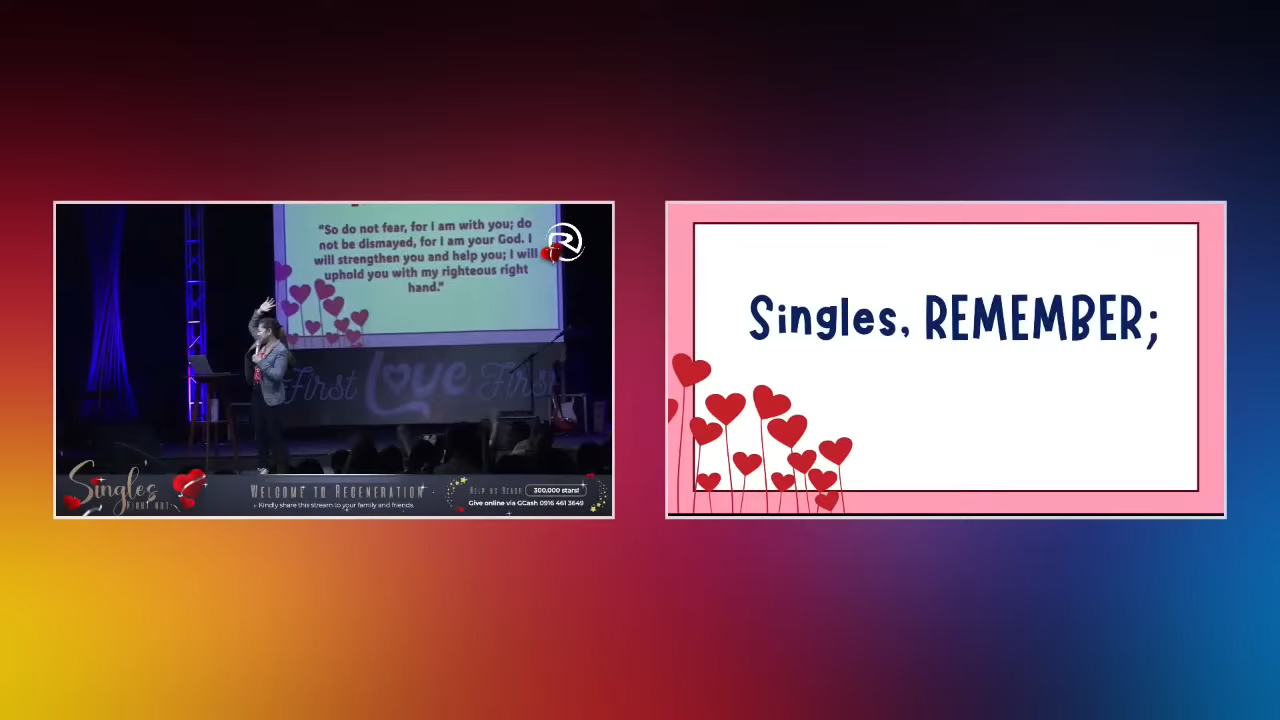 "So do not fear, for I am with you; do
not be dismayed, for I am your God. I
will strengthen you and help you; I will
uphold you with my righteous right
hand."
First Love First
Singles
WELCOME TO REGENERATION
Kindly share this stream to your family and friends.
HELP US REACH 300,000 stars!
Give online via GCash 0916 461 3649
Singles, REMEMBER;